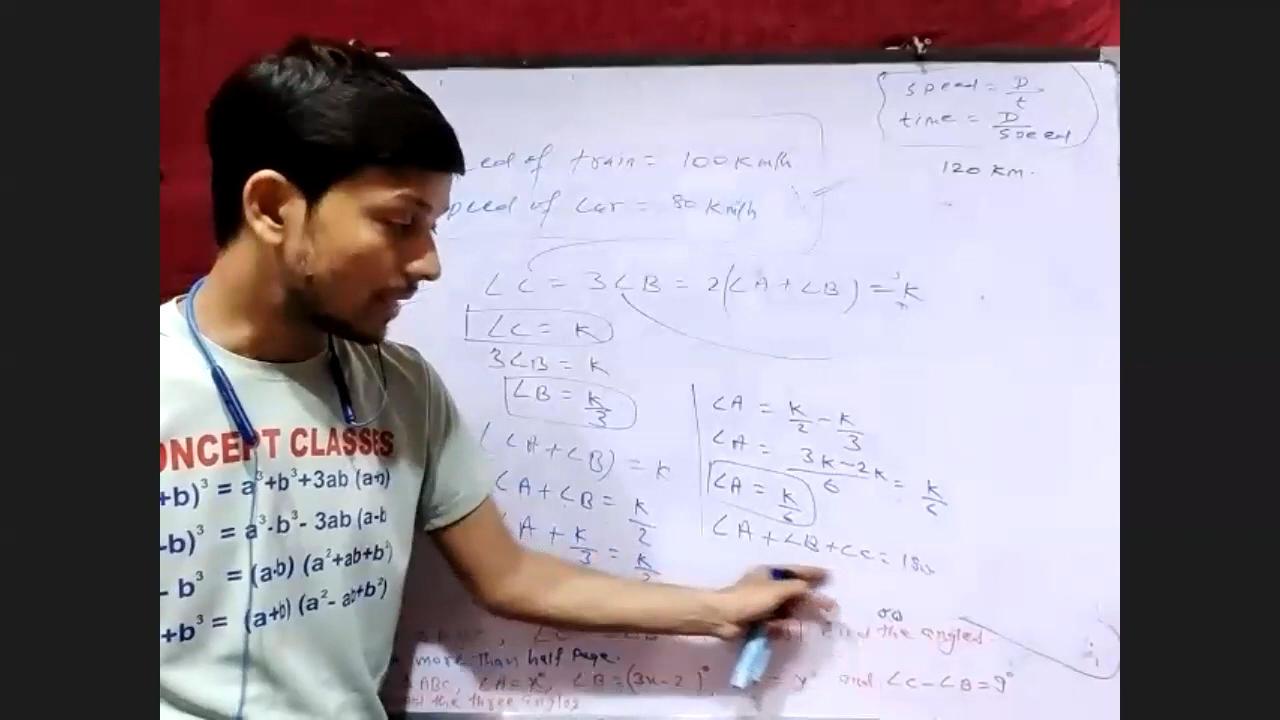 speed = D/t
time = D/speed
120 Km.
of train = 100 Km/h
speed of car = 80 Km/h
∠C = 3∠B = 2(∠A + ∠B) = K
∠C = K
3∠B = K
∠B = K/3
(∠A + ∠B) = K
∠A + ∠B = K/2
∠A + K/3 = K/2
∠A = K/2 - K/3
∠A = 3K - 2K/6 = K/6
∠A = K/6
∠A + ∠B + ∠C = 180
find the angles.
more than half page.
ABC, ∠A = x°, ∠B = (3x-2)°, = y° and ∠C - ∠B = 9°
the three angles
ONCEPT CLASSES
+b)³ = a³+b³+3ab (a+b)
-b)³ = a³-b³- 3ab (a-b
- b³ = (a-b) (a²+ab+b²)
+b³ = (a+b) (a²- ab+b²)